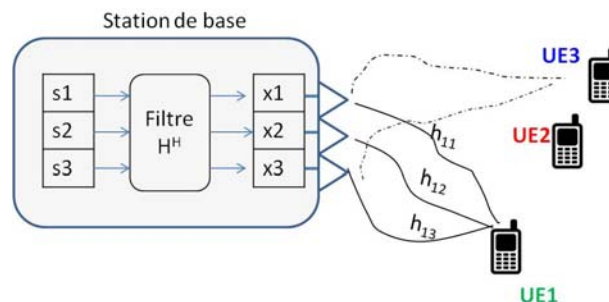 Station de base
s1
s2
s3
Filtre
H^H
x1
x2
x3
h11
h12
h13
UE3
UE2
UE1